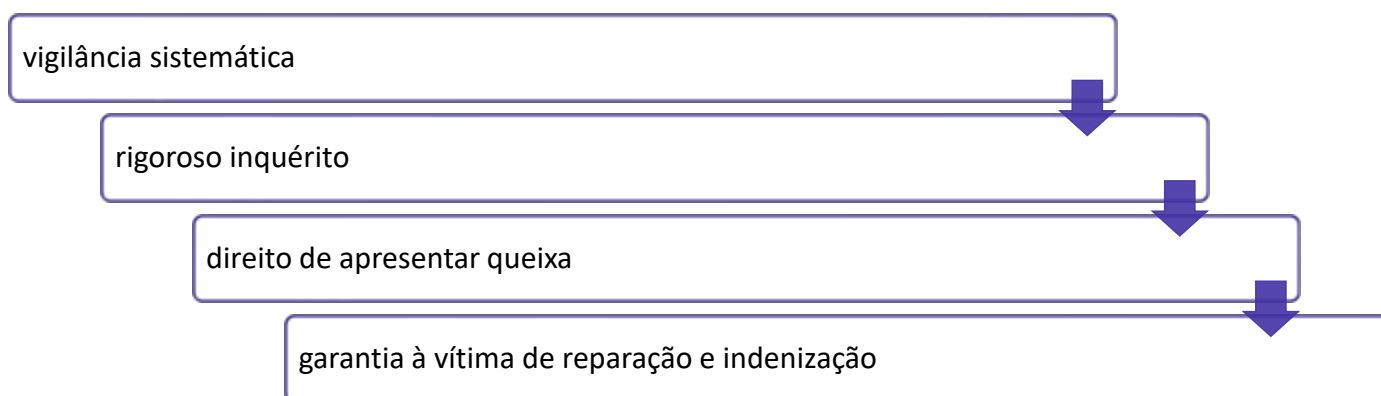 vigilância sistemática
rigoroso inquérito
direito de apresentar queixa
garantia à vítima de reparação e indenização